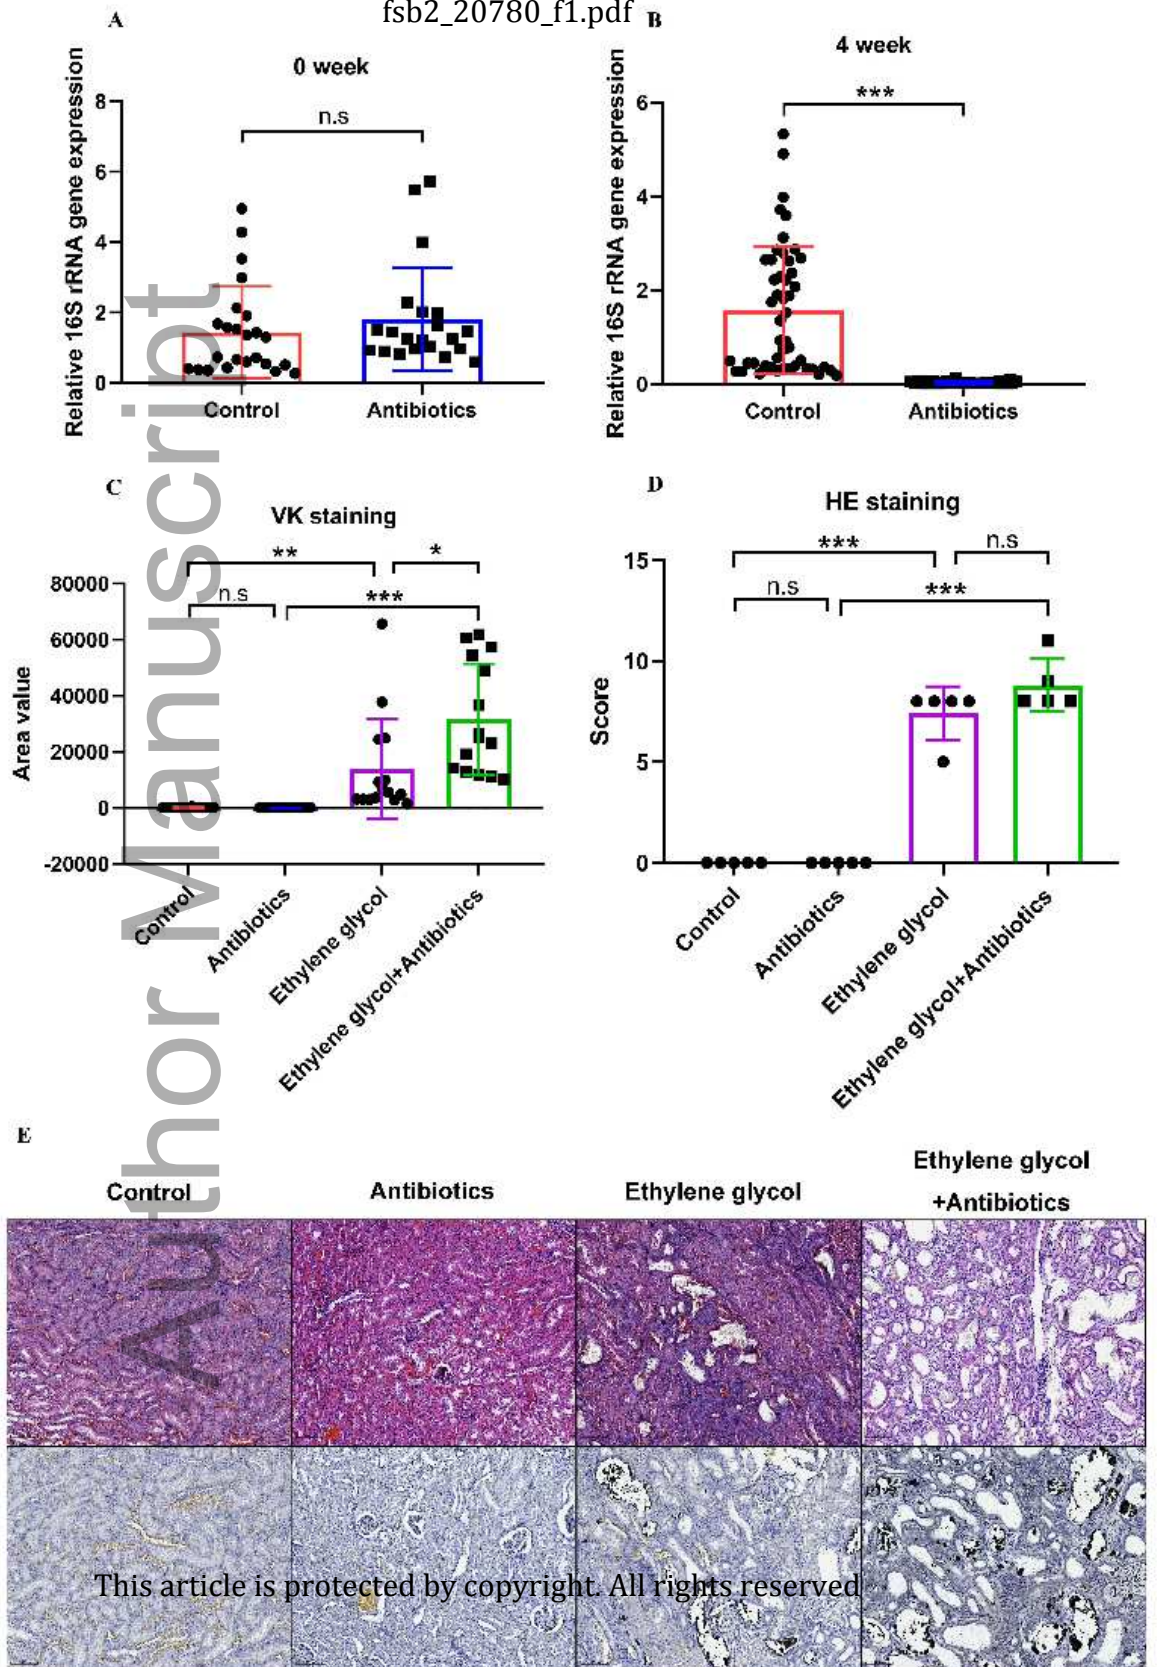 fsb2_20780_f1.pdf
A
0 week
Relative 16S rRNA gene expression
8
6
4
2
0
n.s
Control
Antibiotics
B
4 week
Relative 16S rRNA gene expression
6
4
2
0
***
Control
Antibiotics
C
VK staining
Area value
80000
60000
40000
20000
0
-20000
**
*
n.s
***
Control
Antibiotics
Ethylene glycol
Ethylene glycol+Antibiotics
D
HE staining
Score
15
10
5
0
***
n.s
n.s
***
Control
Antibiotics
Ethylene glycol
Ethylene glycol+Antibiotics
E
Control
Antibiotics
Ethylene glycol
Ethylene glycol
+Antibiotics
Author Manuscript
This article is protected by copyright. All rights reserved